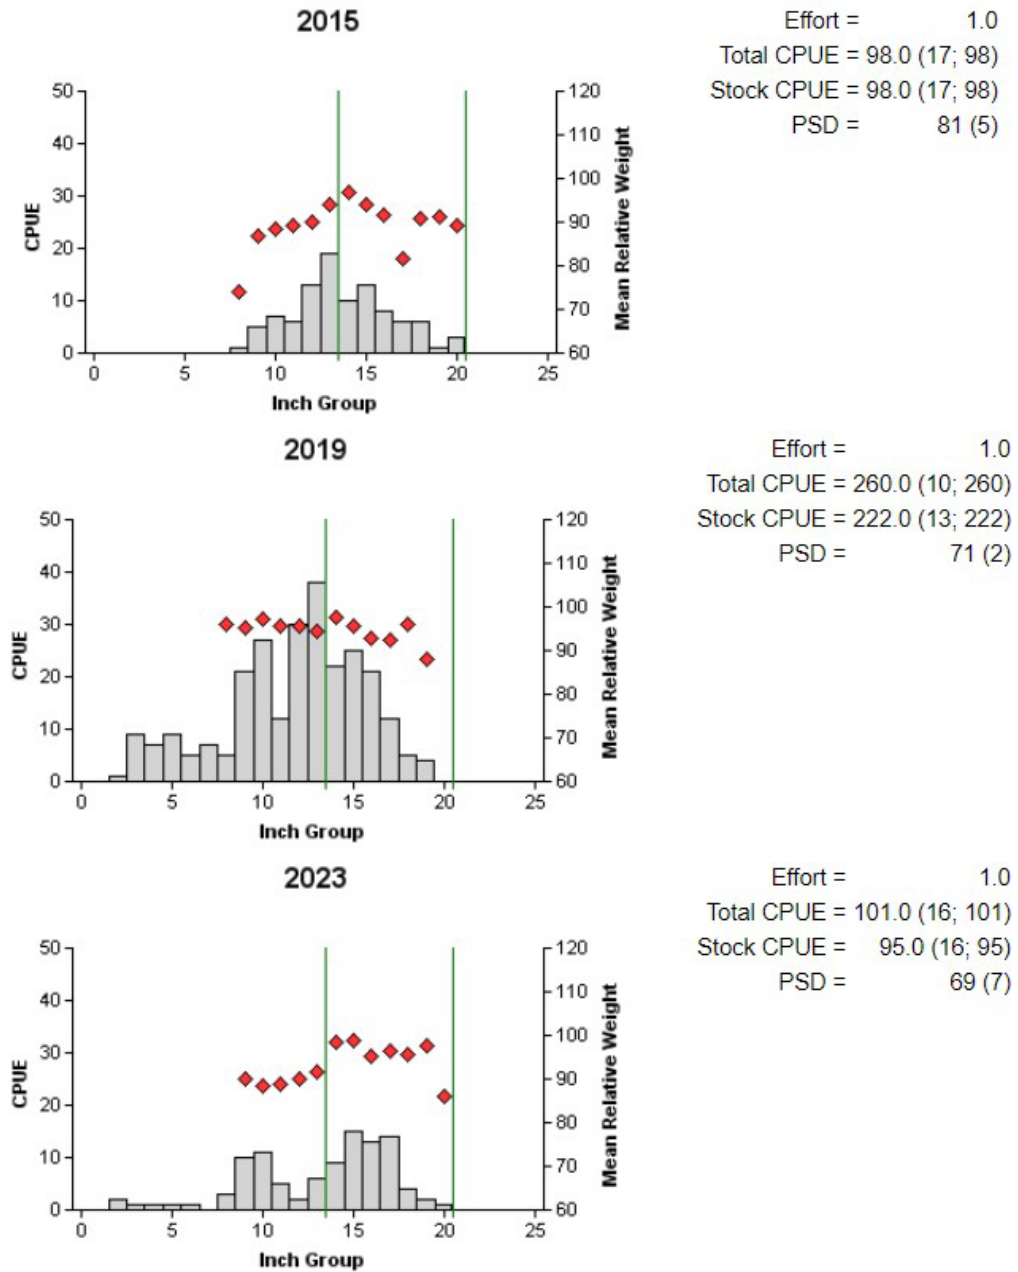 2015
Effort = 1.0
Total CPUE = 98.0 (17; 98)
Stock CPUE = 98.0 (17; 98)
PSD = 81 (5)
50
40
30
20
10
0
CPUE
120
110
100
90
80
70
60
Mean Relative Weight
0 5 10 15 20 25
Inch Group
2019
Effort = 1.0
Total CPUE = 260.0 (10; 260)
Stock CPUE = 222.0 (13; 222)
PSD = 71 (2)
50
40
30
20
10
0
CPUE
120
110
100
90
80
70
60
Mean Relative Weight
0 5 10 15 20 25
Inch Group
2023
Effort = 1.0
Total CPUE = 101.0 (16; 101)
Stock CPUE = 95.0 (16; 95)
PSD = 69 (7)
50
40
30
20
10
0
CPUE
120
110
100
90
80
70
60
Mean Relative Weight
0 5 10 15 20 25
Inch Group